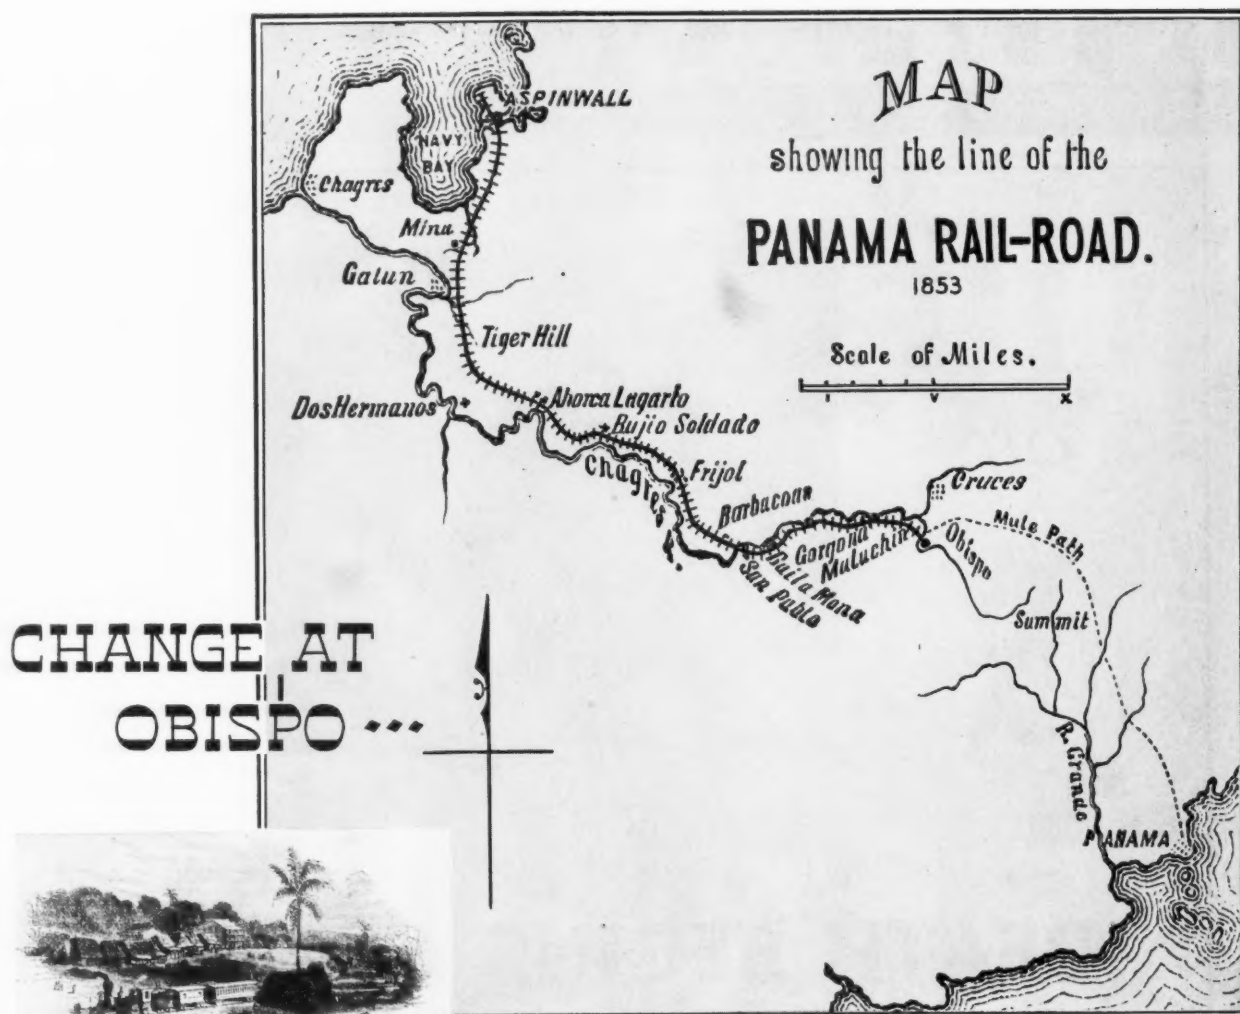 MAP
showing the line of the
PANAMA RAIL-ROAD.
1853
Scale of Miles.
V
X
ASPINWALL
NAVY
BAY
Chagres
Mina
Gatun
Tiger Hill
Dos Hermanos
Ahorca Lagarto
Bujio Soldado
Chagres
Frijol
Barbacoas
Cruces
Mule Path
Gorgona
Matachin
Obispo
Baila Mona
San Pablo
Summit
R. Grande
PANAMA
CHANGE AT
OBISPO